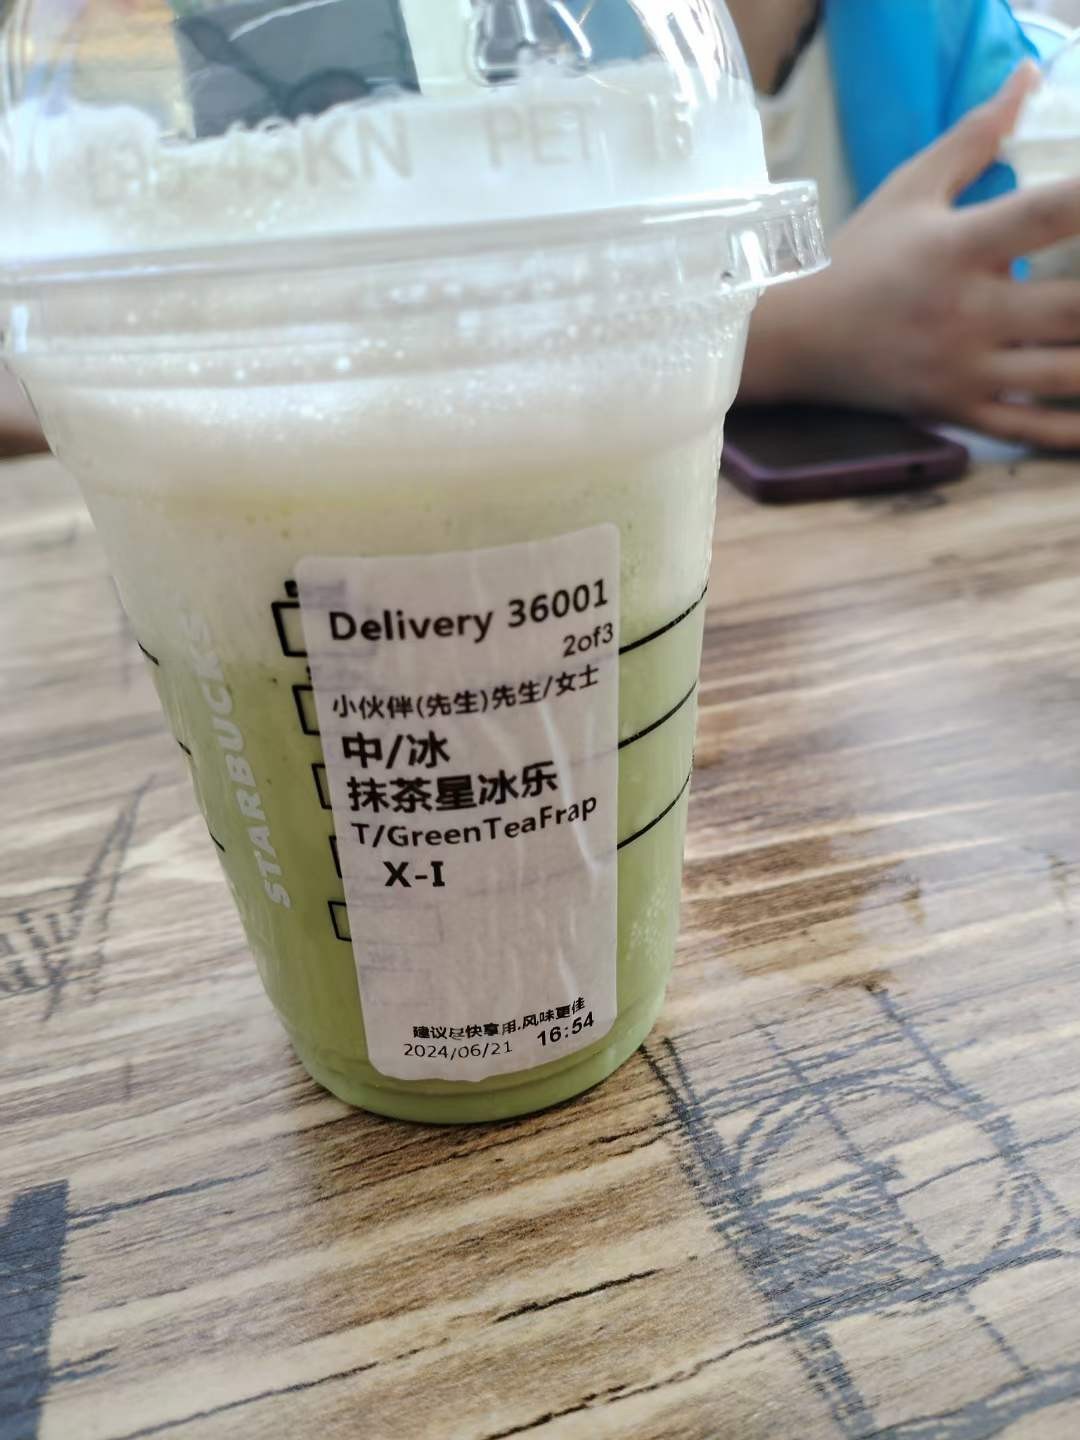 PET
STARBUCKS
Delivery 36001
2of3
小伙伴(先生)先生/女士
中/冰
抹茶星冰乐
T/GreenTeaFrap
X-I
建议尽快享用,风味更佳
2024/06/21 16:54